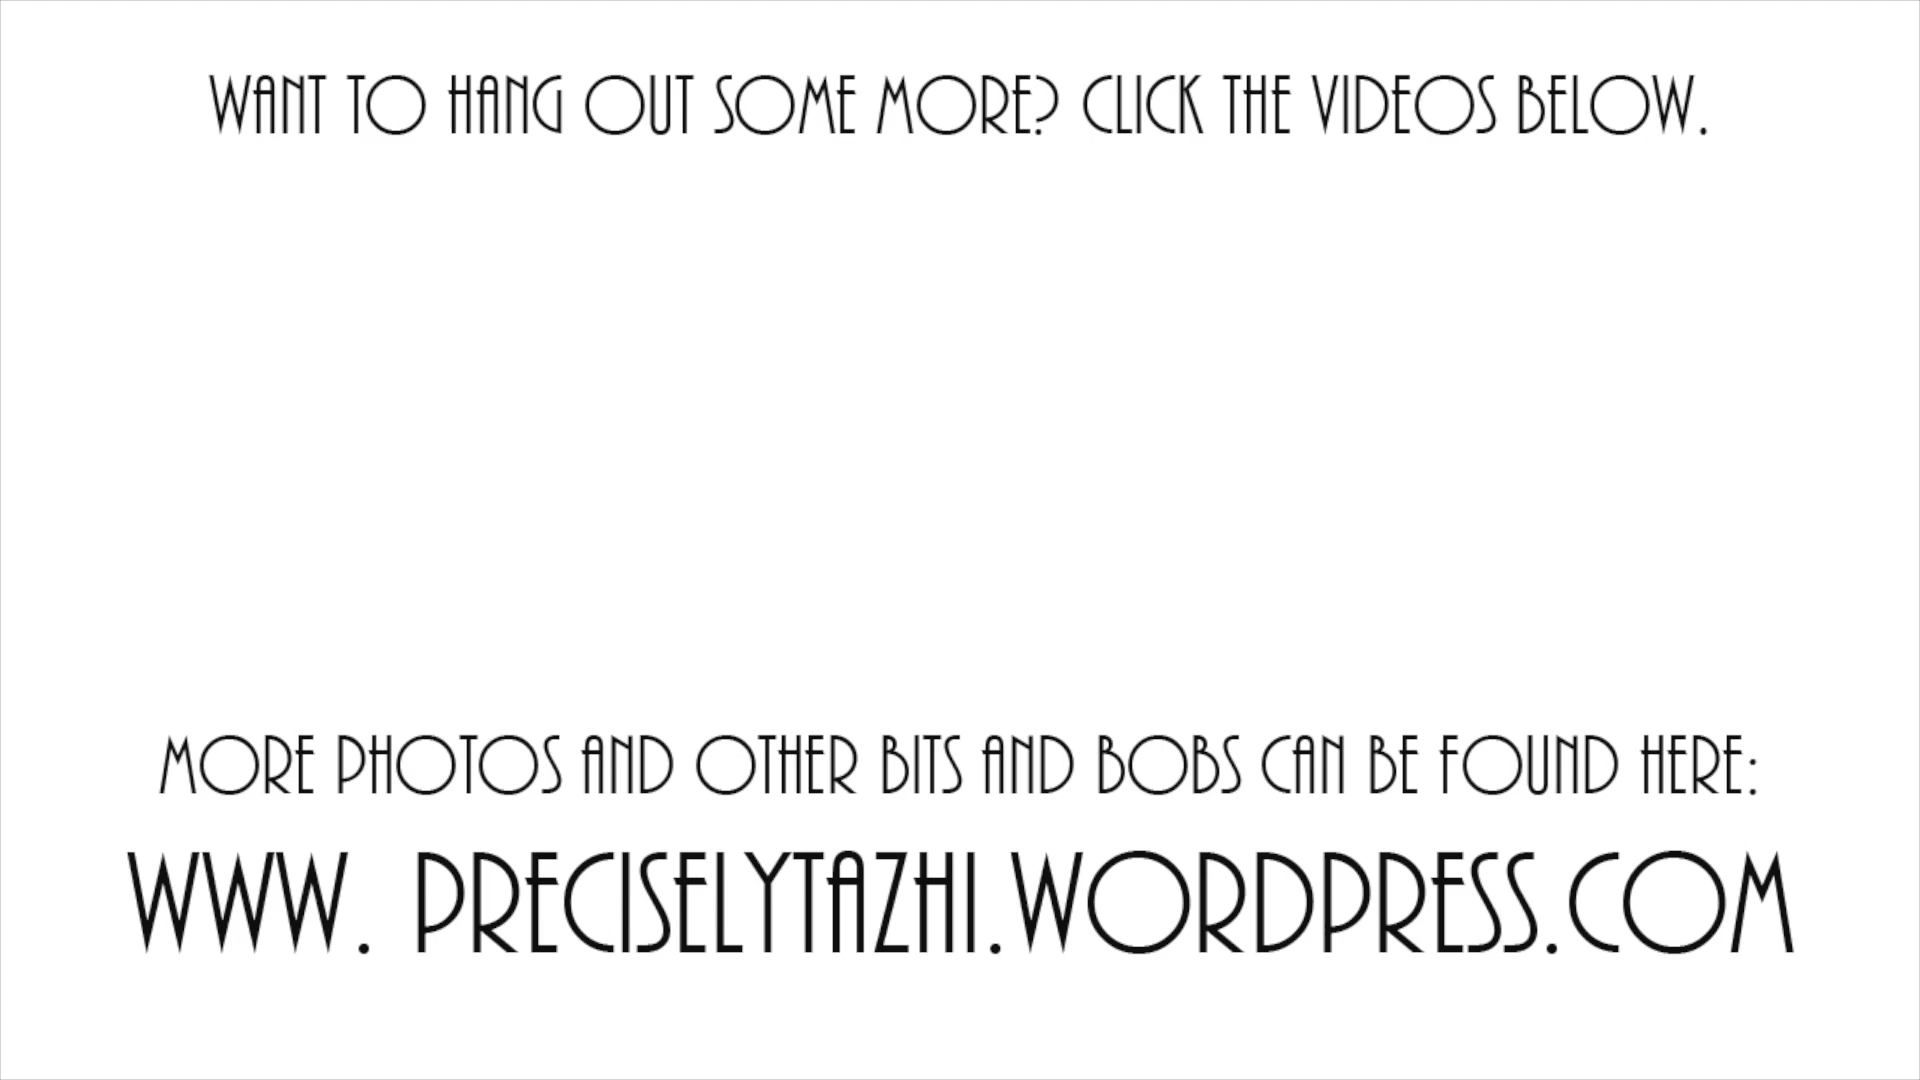 WANT TO HANG OUT SOME MORE? CLICK THE VIDEOS BELOW.
MORE PHOTOS AND OTHER BITS AND BOBS CAN BE FOUND HERE:
WWW. PRECISELYTAZHI.WORDPRESS.COM